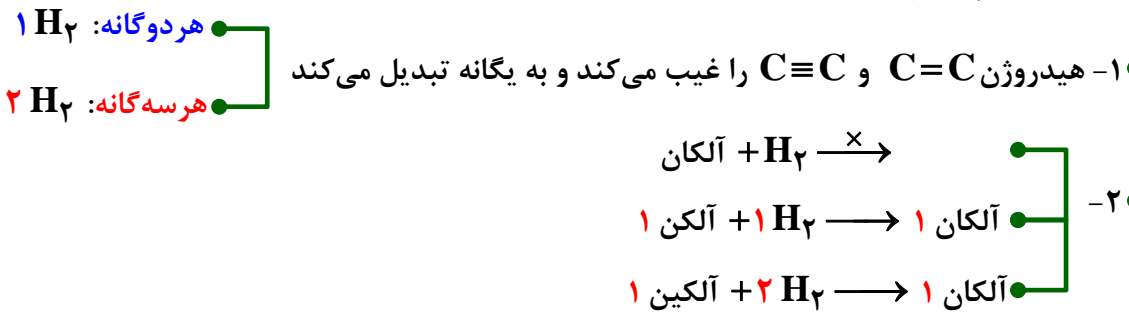 ۱- هیدروژن C=C و C≡C را غیب می‌کند و به یگانه تبدیل می‌کند
هردوگانه: ۱ H۲
هرسه‌گانه: ۲ H۲
۲-
آلکان + H۲ —×→
۱ آلکن + ۱ H۲ ⟶ ۱ آلکان
۱ آلکین + ۲ H۲ ⟶ ۱ آلکان